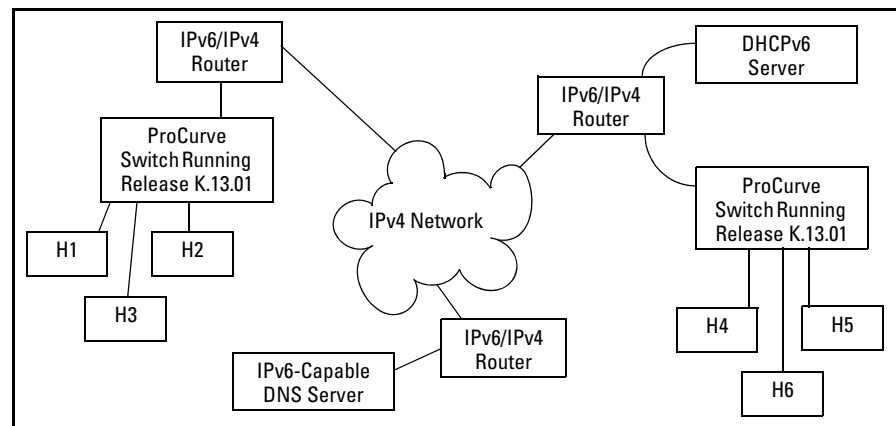 IPv6/IPv4
Router
DHCPv6
Server
IPv6/IPv4
Router
ProCurve
Switch Running
Release K.13.01
ProCurve
Switch Running
Release K.13.01
IPv4 Network
H1
H2
H3
H4
H5
IPv6/IPv4
Router
IPv6-Capable
DNS Server
H6